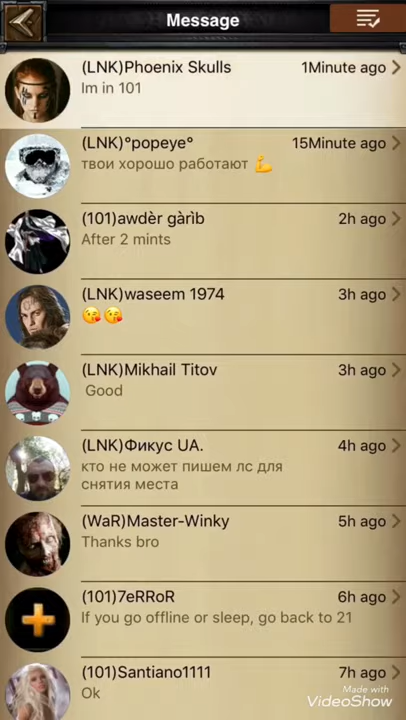 Message
(LNK)Phoenix Skulls 1Minute ago
Im in 101
(LNK)°popeye° 15Minute ago
твои хорошо работают 💪
(101)awdèr gàrìb 2h ago
After 2 mints
(LNK)waseem 1974 3h ago
😘😘
(LNK)Mikhail Titov 3h ago
Good
(LNK)Фикус UA. 4h ago
кто не может пишем лс для
снятия места
(WaR)Master-Winky 5h ago
Thanks bro
(101)7eRRoR 6h ago
If you go offline or sleep, go back to 21
(101)Santiano1111 7h ago
Ok
Made with
VideoShow